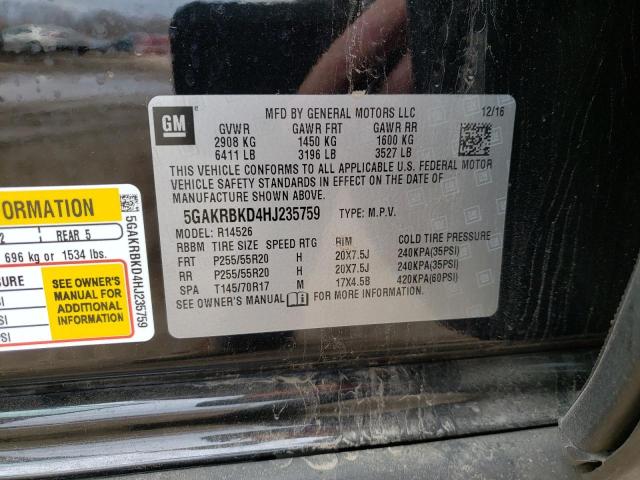 GM
MFD BY GENERAL MOTORS LLC 12/16
GVWR GAWR FRT GAWR RR
2908 KG 1450 KG 1600 KG
6411 LB 3196 LB 3527 LB
THIS VEHICLE CONFORMS TO ALL APPLICABLE U.S. FEDERAL MOTOR
VEHICLE SAFETY STANDARDS IN EFFECT ON THE DATE OF
MANUFACTURE SHOWN ABOVE.
5GAKRBKD4HJ235759 TYPE: M.P.V.
MODEL: R14526
RBBM TIRE SIZE SPEED RTG RIM COLD TIRE PRESSURE
FRT P255/55R20 H 20X7.5J 240KPA(35PSI)
RR P255/55R20 H 20X7.5J 240KPA(35PSI)
SPA T145/70R17 M 17X4.5B 420KPA(60PSI)
SEE OWNER'S MANUAL FOR MORE INFORMATION.
ORMATION
2 REAR 5
696 kg or 1534 lbs.
SURE
SI
SI
PSI
SEE OWNER'S
MANUAL FOR
ADDITIONAL
INFORMATION
5GAKRBKD4HJ235759